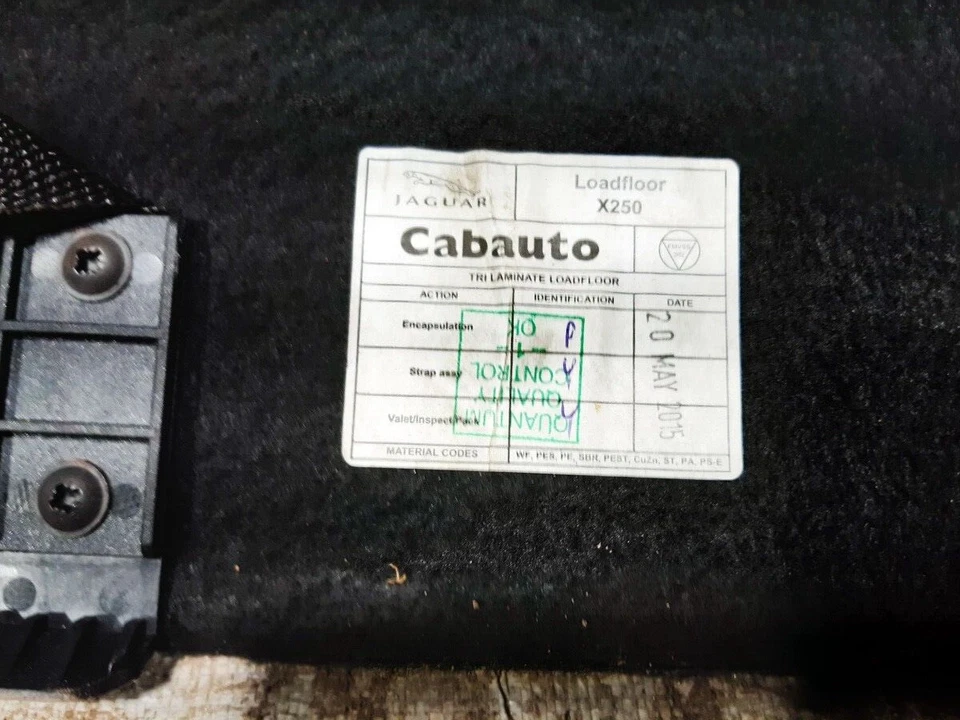 JAGUAR
Loadfloor
X250
Cabauto
TRI LAMINATE LOADFLOOR
ACTION IDENTIFICATION DATE
Encapsulation
Strap assy
Valet/Inspect/Pack
20 MAY 2015
QUANTUM
QUALITY
CONTROL
1
OK
MATERIAL CODES WF, PES, PE, SBR, PEST, CuZn, ST, PA, PS-E